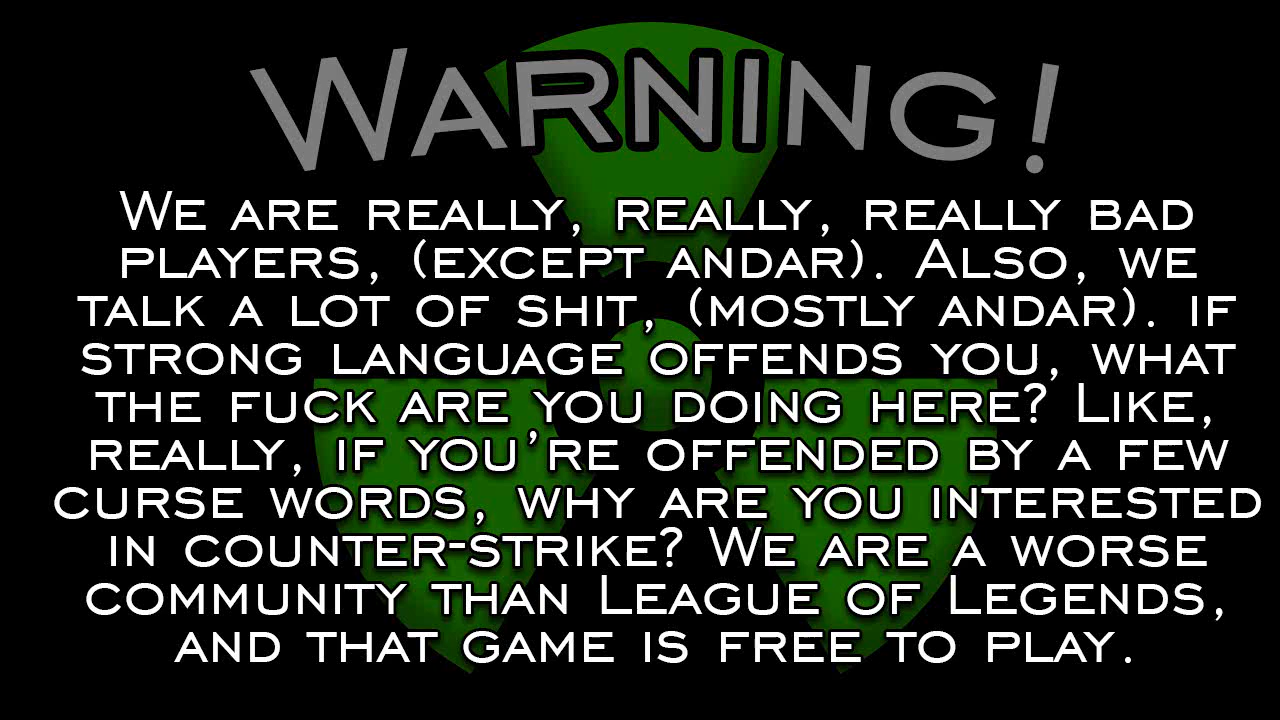 Warning!
We are really, really, really bad
players, (except andar). Also, we
talk a lot of shit, (mostly andar). if
strong language offends you, what
the fuck are you doing here? Like,
really, if you're offended by a few
curse words, why are you interested
in counter-strike? We are a worse
community than League of Legends,
and that game is free to play.